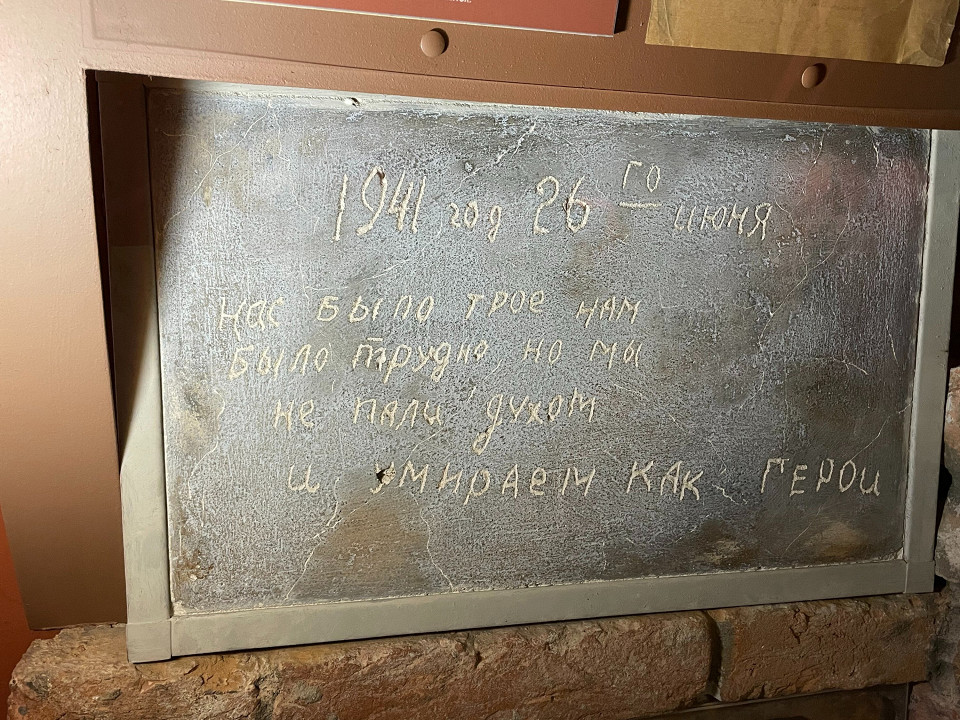 1941 год 26 го июня
Нас было трое нам
было трудно но мы
не пали духом
и умираем как герои